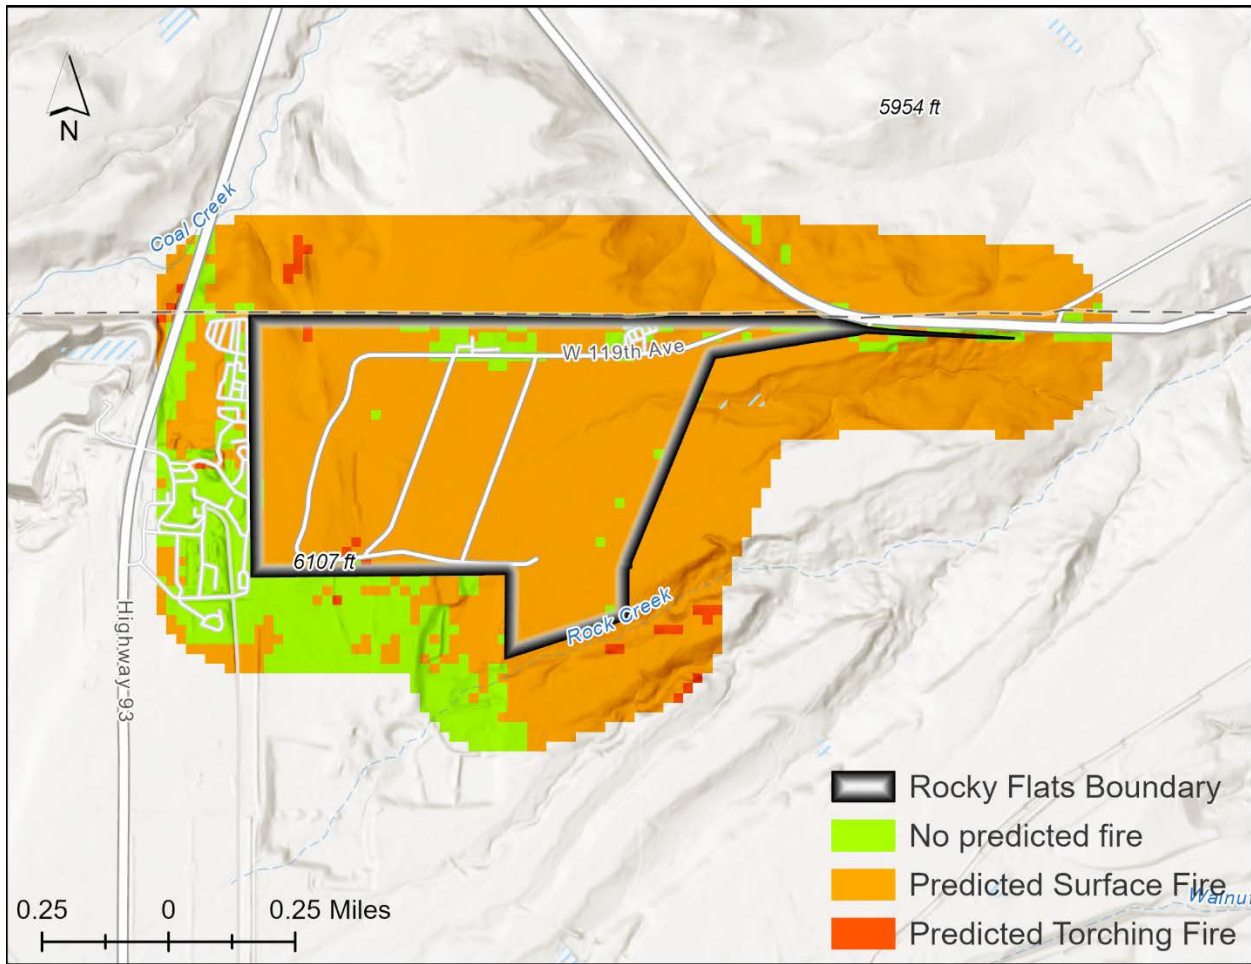 5954 ft
N
Coal Creek
W 119th Ave
6107 ft
Rock Creek
Highway-93
Rocky Flats Boundary
No predicted fire
Predicted Surface Fire
Predicted Torching Fire
Walnut
0.25 0 0.25 Miles